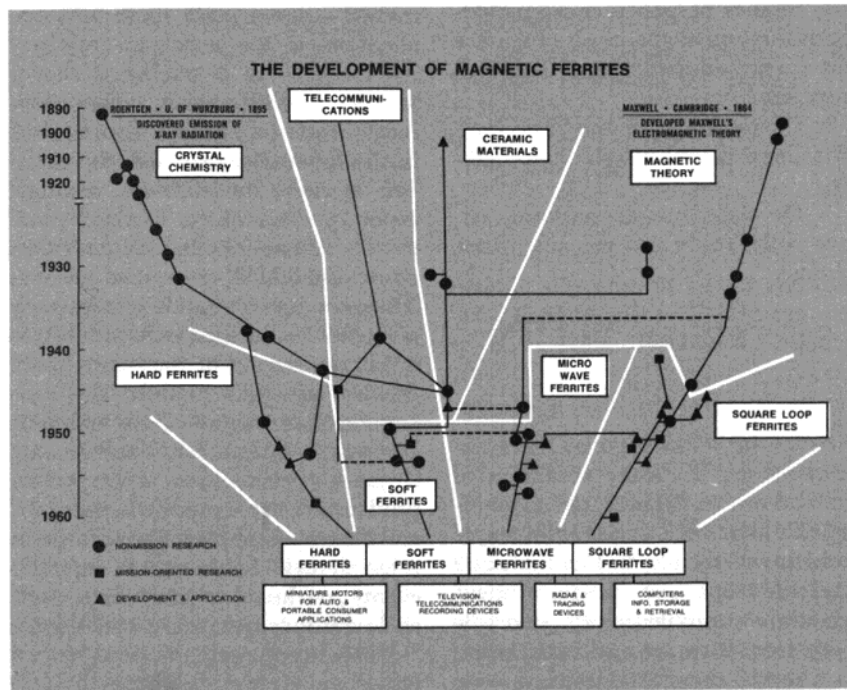 THE DEVELOPMENT OF MAGNETIC FERRITES
ROENTGEN • U. OF WURZBURG • 1895
DISCOVERED EMISSION OF
X-RAY RADIATION
CRYSTAL
CHEMISTRY
TELECOMMUNI-
CATIONS
CERAMIC
MATERIALS
MAXWELL • CAMBRIDGE • 1864
DEVELOPED MAXWELL'S
ELECTROMAGNETIC THEORY
MAGNETIC
THEORY
1890
1900
1910
1920
1930
1940
1950
1960
HARD FERRITES
MICRO
WAVE
FERRITES
SQUARE LOOP
FERRITES
SOFT
FERRITES
NONMISSION RESEARCH
MISSION-ORIENTED RESEARCH
DEVELOPMENT & APPLICATION
HARD
FERRITES
SOFT
FERRITES
MICROWAVE
FERRITES
SQUARE LOOP
FERRITES
MINIATURE MOTORS
FOR AUTO &
PORTABLE CONSUMER
APPLICATIONS
TELEVISION
TELECOMMUNICATIONS
RECORDING DEVICES
RADAR &
TRACING
DEVICES
COMPUTERS
INFO. STORAGE
& RETRIEVAL